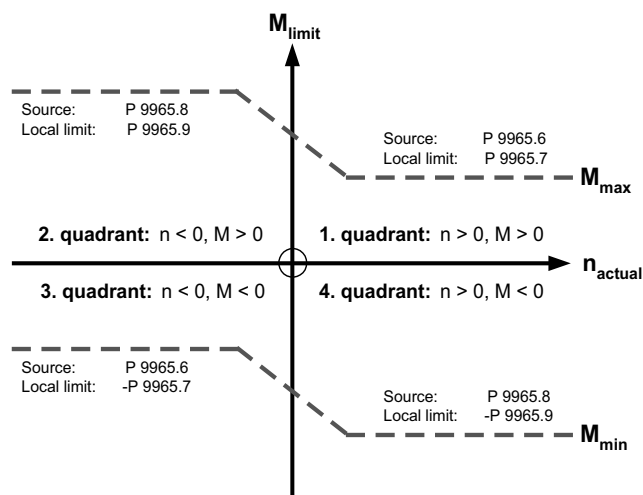 M_limit
Source: P 9965.8
Local limit: P 9965.9
Source: P 9965.6
Local limit: P 9965.7
M_max
2. quadrant: n < 0, M > 0
1. quadrant: n > 0, M > 0
n_actual
3. quadrant: n < 0, M < 0
4. quadrant: n > 0, M < 0
Source: P 9965.6
Local limit: -P 9965.7
Source: P 9965.8
Local limit: -P 9965.9
M_min